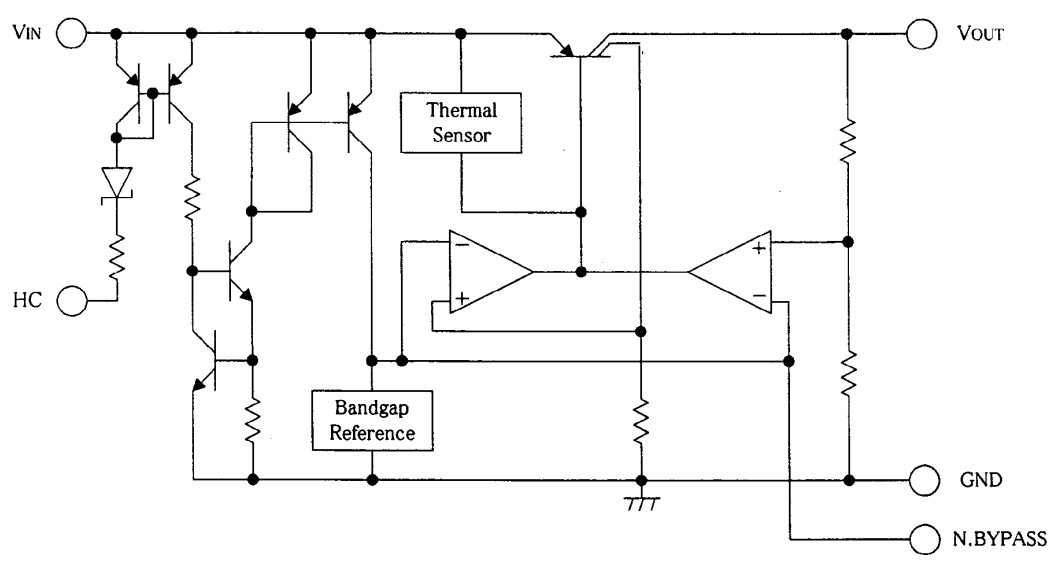 VIN
VOUT
Thermal
Sensor
−
+
+
−
HC
Bandgap
Reference
GND
N.BYPASS